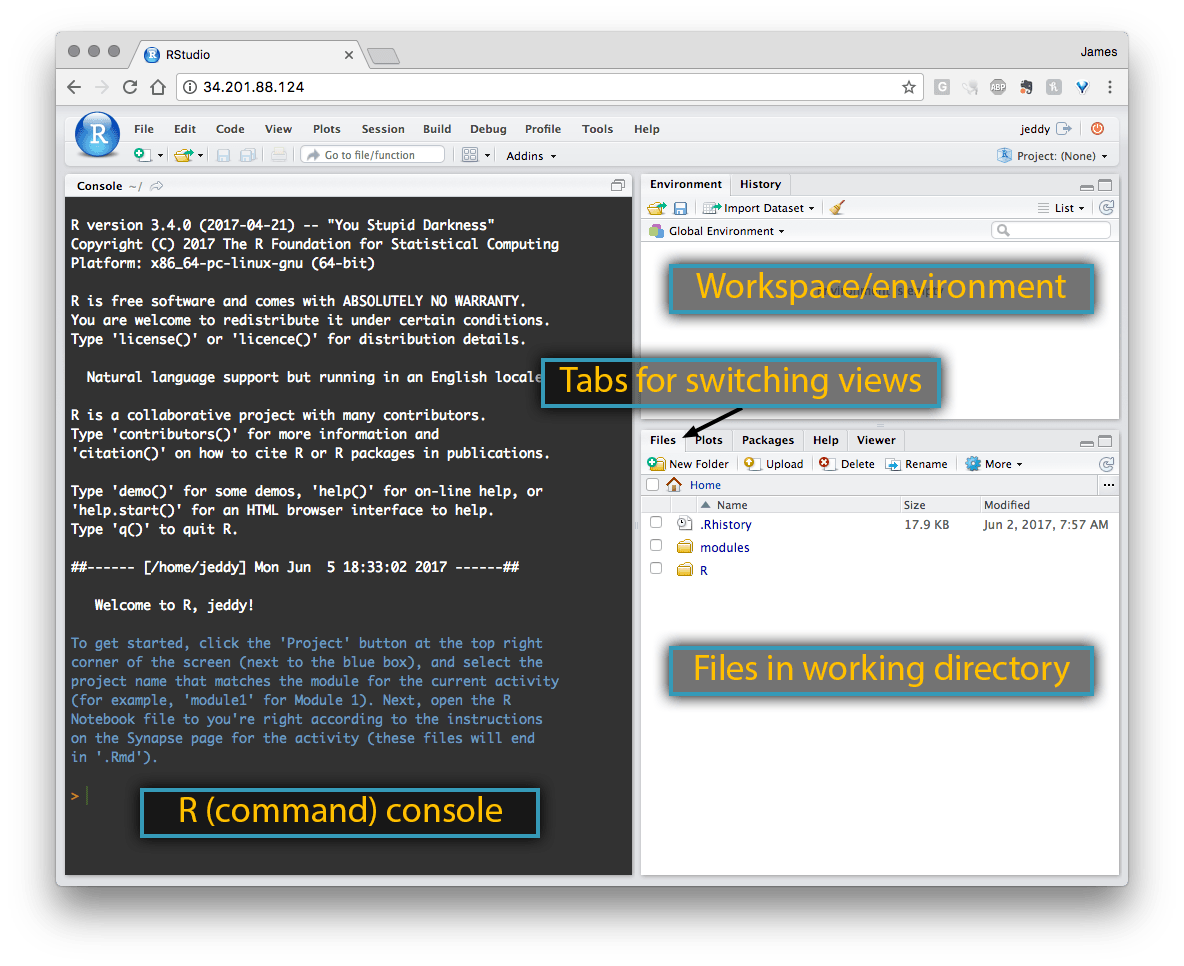 RStudio
James
34.201.88.124
File Edit Code View Plots Session Build Debug Profile Tools Help
jeddy
Go to file/function
Addins
Project: (None)
Console ~/
R version 3.4.0 (2017-04-21) -- "You Stupid Darkness"
Copyright (C) 2017 The R Foundation for Statistical Computing
Platform: x86_64-pc-linux-gnu (64-bit)
R is free software and comes with ABSOLUTELY NO WARRANTY.
You are welcome to redistribute it under certain conditions.
Type 'license()' or 'licence()' for distribution details.
Natural language support but running in an English locale
R is a collaborative project with many contributors.
Type 'contributors()' for more information and
'citation()' on how to cite R or R packages in publications.
Type 'demo()' for some demos, 'help()' for on-line help, or
'help.start()' for an HTML browser interface to help.
Type 'q()' to quit R.
##------ [/home/jeddy] Mon Jun  5 18:33:02 2017 ------##
Welcome to R, jeddy!
To get started, click the 'Project' button at the top right
corner of the screen (next to the blue box), and select the
project name that matches the module for the current activity
(for example, 'module1' for Module 1). Next, open the R
Notebook file to you're right according to the instructions
on the Synapse page for the activity (these files will end
in '.Rmd').
>
R (command) console
Environment History
Import Dataset
List
Global Environment
Workspace/environment
Tabs for switching views
Files Plots Packages Help Viewer
New Folder Upload Delete Rename More
Home
...
Name Size Modified
.Rhistory 17.9 KB Jun 2, 2017, 7:57 AM
modules
R
Files in working directory